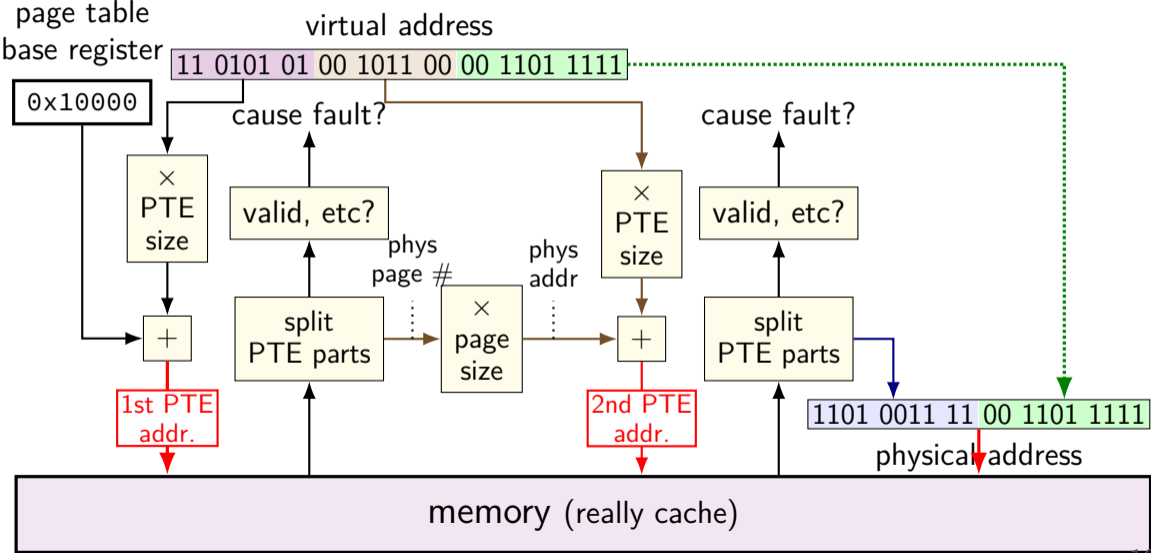 page table
base register
virtual address
11 0101 01 00 1011 00 00 1101 1111
0x10000
cause fault?
cause fault?
×
PTE
size
valid, etc?
×
PTE
size
valid, etc?
phys
page #
phys
addr
+
split
PTE parts
×
page
size
+
split
PTE parts
1st PTE
addr.
2nd PTE
addr.
1101 0011 11 00 1101 1111
physical address
memory (really cache)